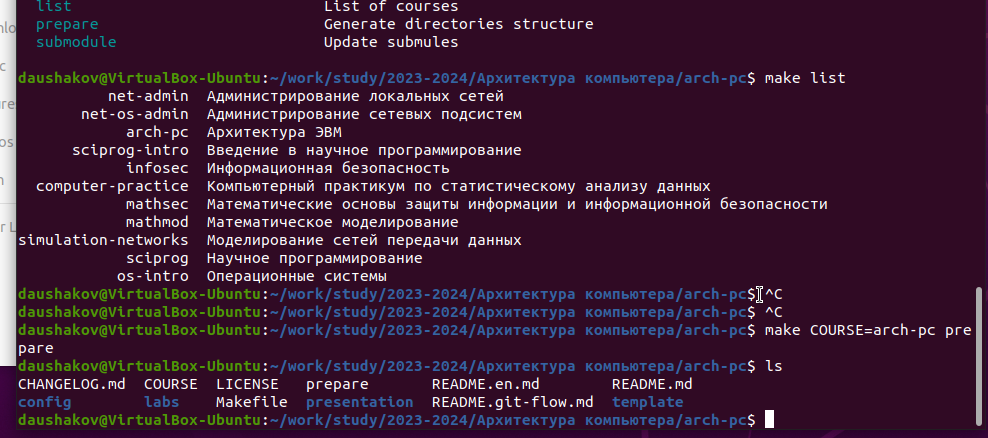 list List of courses
prepare Generate directories structure
submodule Update submules
daushakov@VirtualBox-Ubuntu:~/work/study/2023-2024/Архитектура компьютера/arch-pc$ make list
net-admin Администрирование локальных сетей
net-os-admin Администрирование сетевых подсистем
arch-pc Архитектура ЭВМ
sciprog-intro Введение в научное программирование
infosec Информационная безопасность
computer-practice Компьютерный практикум по статистическому анализу данных
mathsec Математические основы защиты информации и информационной безопасности
mathmod Математическое моделирование
simulation-networks Моделирование сетей передачи данных
sciprog Научное программирование
os-intro Операционные системы
daushakov@VirtualBox-Ubuntu:~/work/study/2023-2024/Архитектура компьютера/arch-pc$ ^C
daushakov@VirtualBox-Ubuntu:~/work/study/2023-2024/Архитектура компьютера/arch-pc$ ^C
daushakov@VirtualBox-Ubuntu:~/work/study/2023-2024/Архитектура компьютера/arch-pc$ make COURSE=arch-pc pre
pare
daushakov@VirtualBox-Ubuntu:~/work/study/2023-2024/Архитектура компьютера/arch-pc$ ls
CHANGELOG.md COURSE LICENSE prepare README.en.md README.md
config labs Makefile presentation README.git-flow.md template
daushakov@VirtualBox-Ubuntu:~/work/study/2023-2024/Архитектура компьютера/arch-pc$